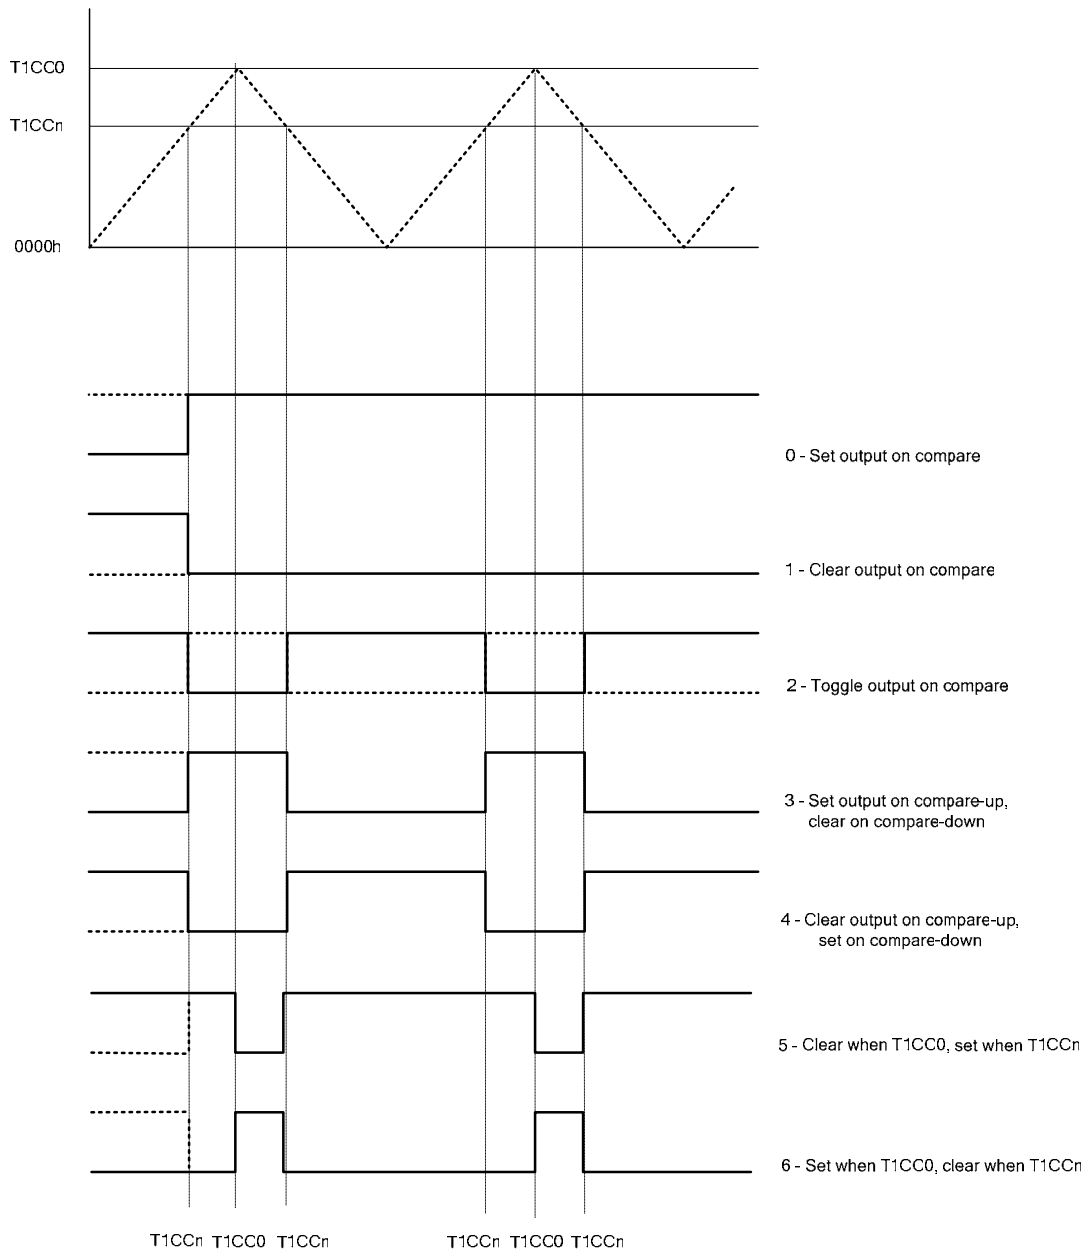 T1CC0
T1CCn
0000h
0 - Set output on compare
1 - Clear output on compare
2 - Toggle output on compare
3 - Set output on compare-up,
clear on compare-down
4 - Clear output on compare-up,
set on compare-down
5 - Clear when T1CC0, set when T1CCn
6 - Set when T1CC0, clear when T1CCn
T1CCn T1CC0 T1CCn T1CCn T1CC0 T1CCn